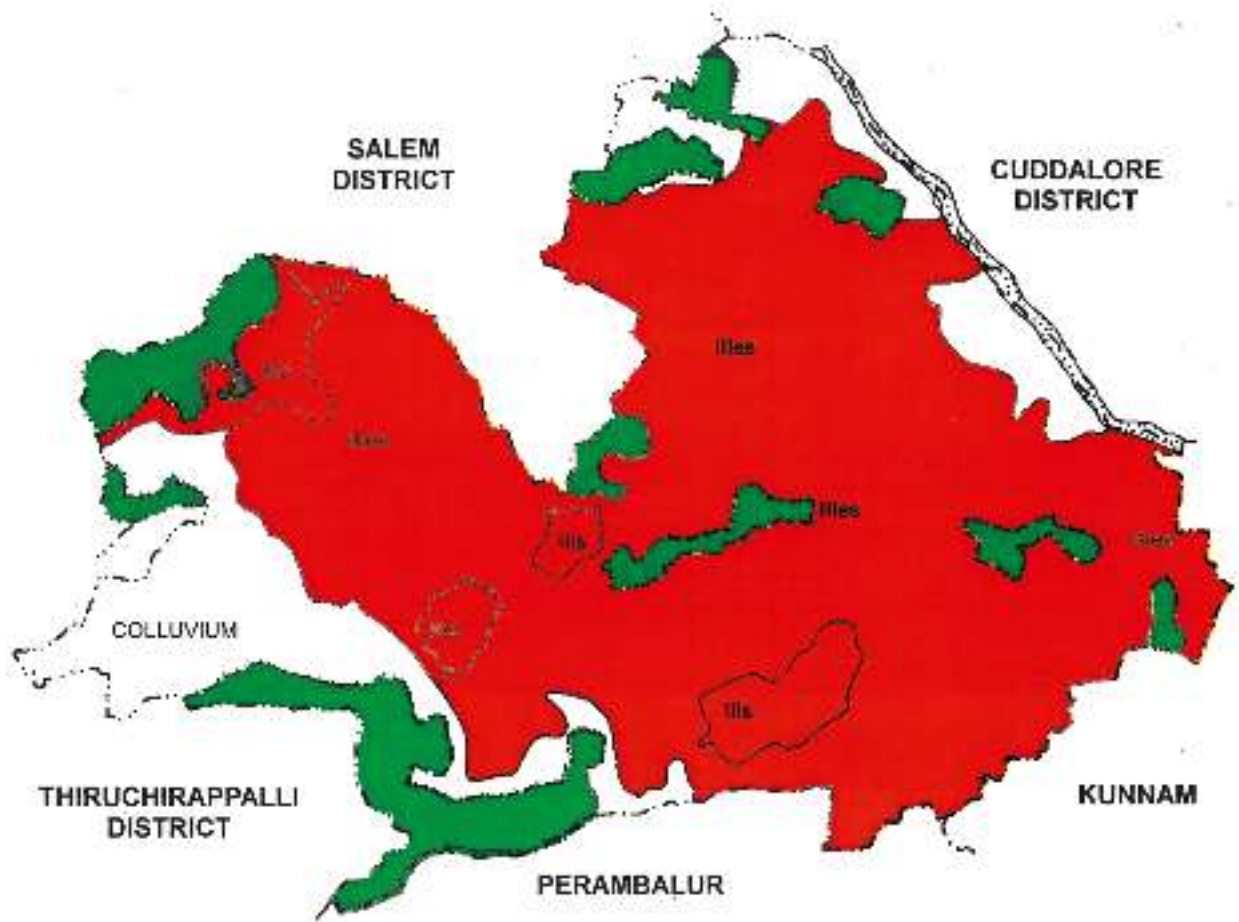 SALEM
DISTRICT
CUDDALORE
DISTRICT
IIIes
IIIes
IIIs
COLLUVIUM
IIIs
THIRUCHIRAPPALLI
DISTRICT
KUNNAM
PERAMBALUR